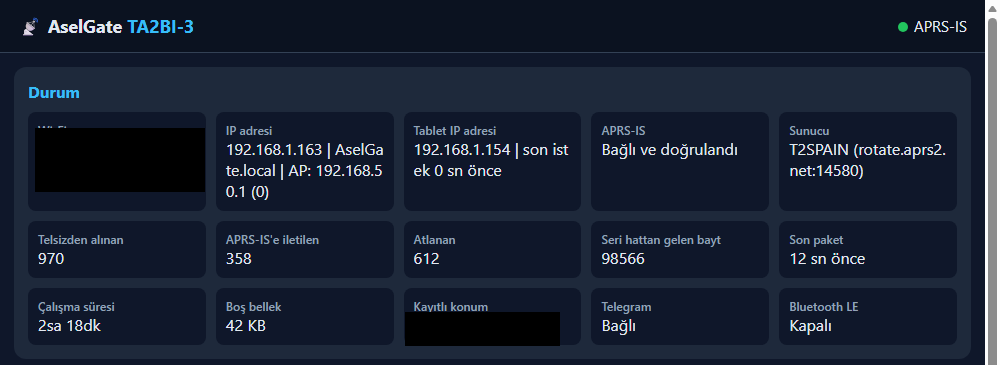 AselGate TA2BI-3
APRS-IS
Durum
IP adresi
192.168.1.163 | AselGa
te.local | AP: 192.168.5
0.1 (0)
Tablet IP adresi
192.168.1.154 | son ist
ek 0 sn önce
APRS-IS
Bağlı ve doğrulandı
Sunucu
T2SPAIN (rotate.aprs2.
net:14580)
Telsizden alınan
970
APRS-IS'e iletilen
358
Atlanan
612
Seri hattan gelen bayt
98566
Son paket
12 sn önce
Çalışma süresi
2sa 18dk
Boş bellek
42 KB
Kayıtlı konum
Telegram
Bağlı
Bluetooth LE
Kapalı